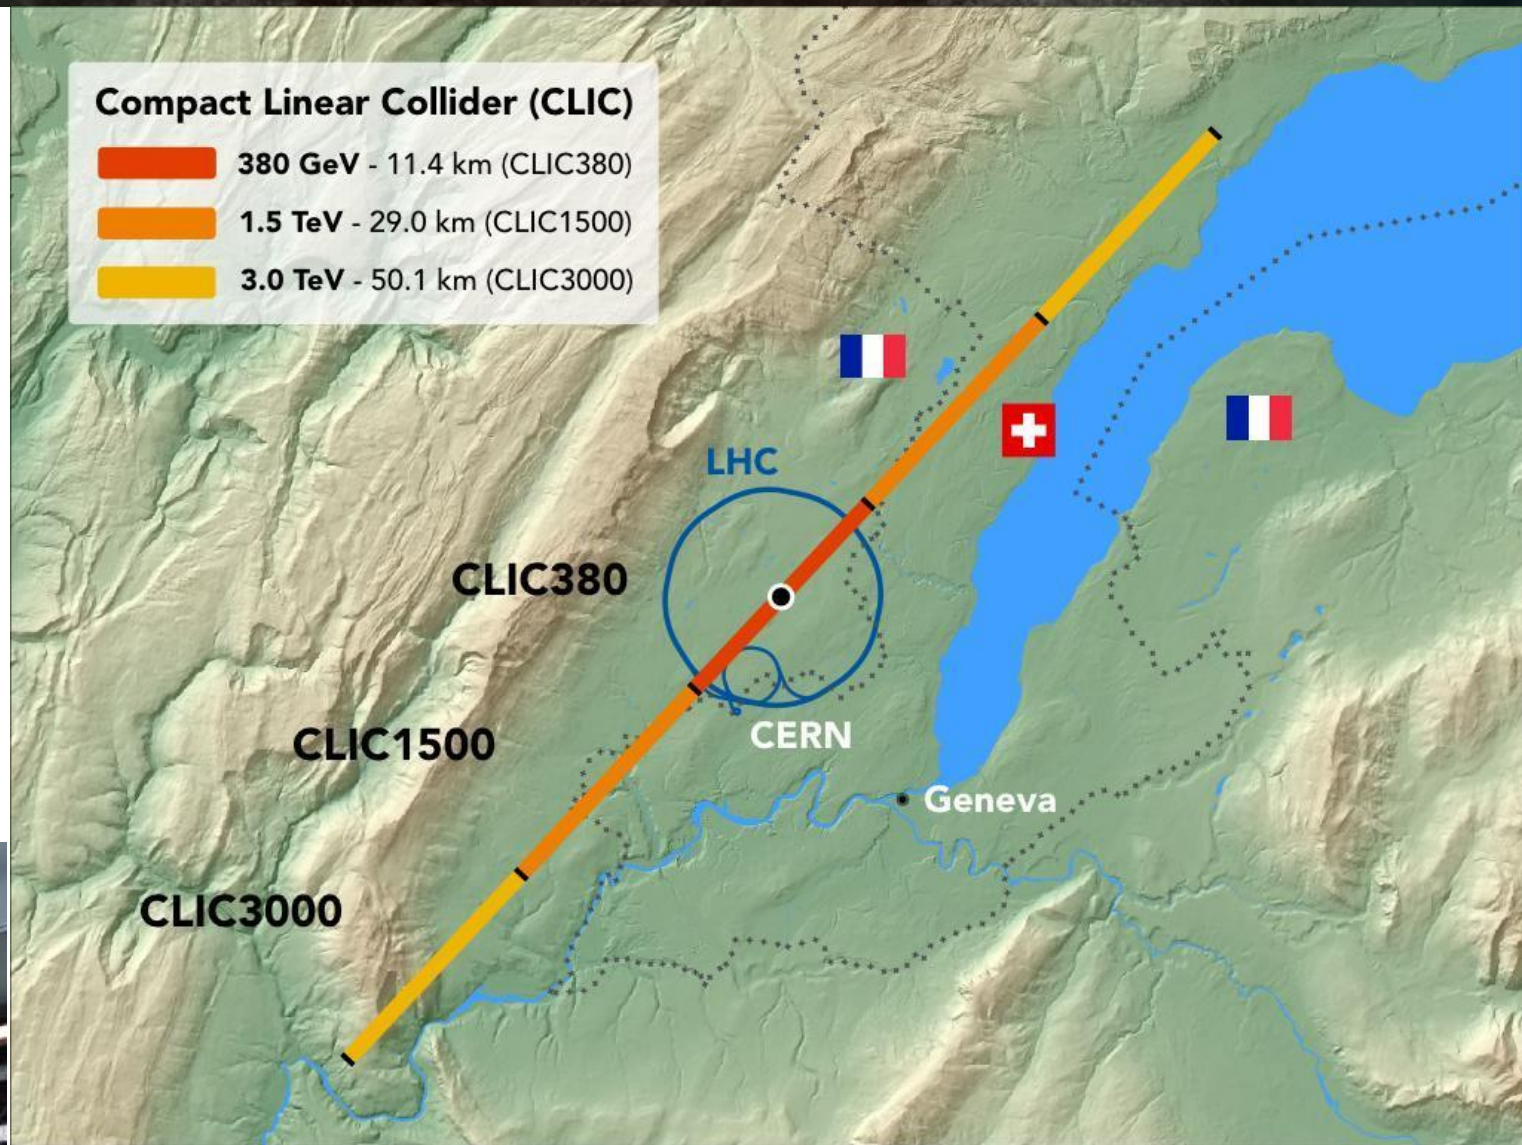 Compact Linear Collider (CLIC)
380 GeV - 11.4 km (CLIC380)
1.5 TeV - 29.0 km (CLIC1500)
3.0 TeV - 50.1 km (CLIC3000)
LHC
CLIC380
CLIC1500
CERN
Geneva
CLIC3000